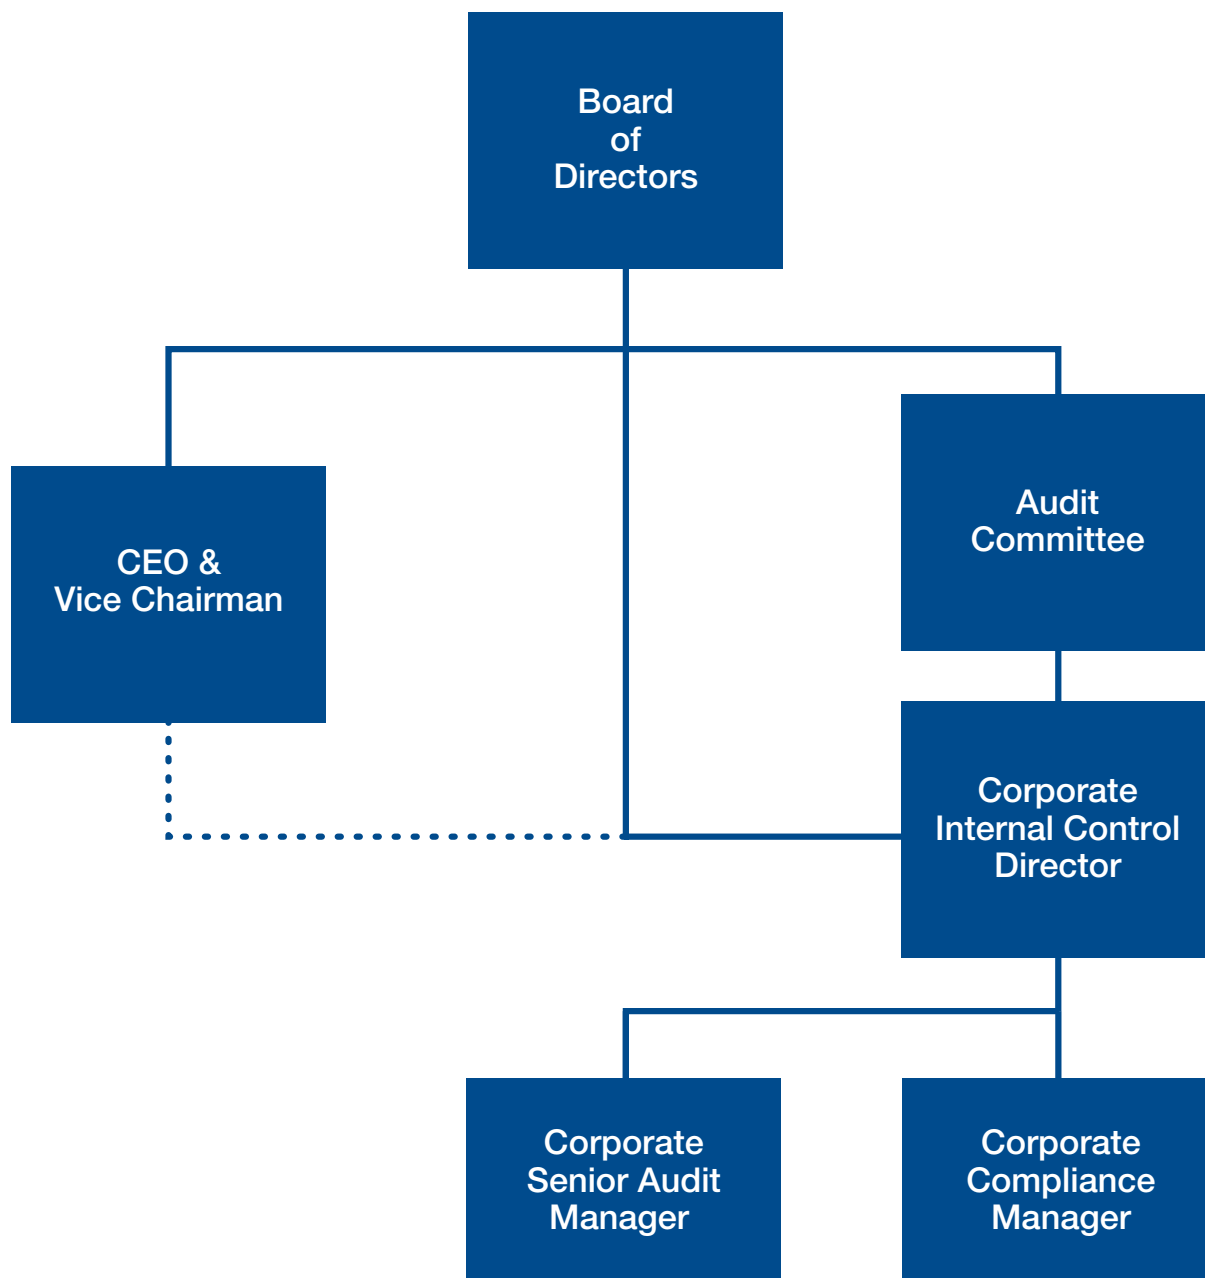 Board
of
Directors
CEO &
Vice Chairman
Audit
Committee
Corporate
Internal Control
Director
Corporate
Senior Audit
Manager
Corporate
Compliance
Manager